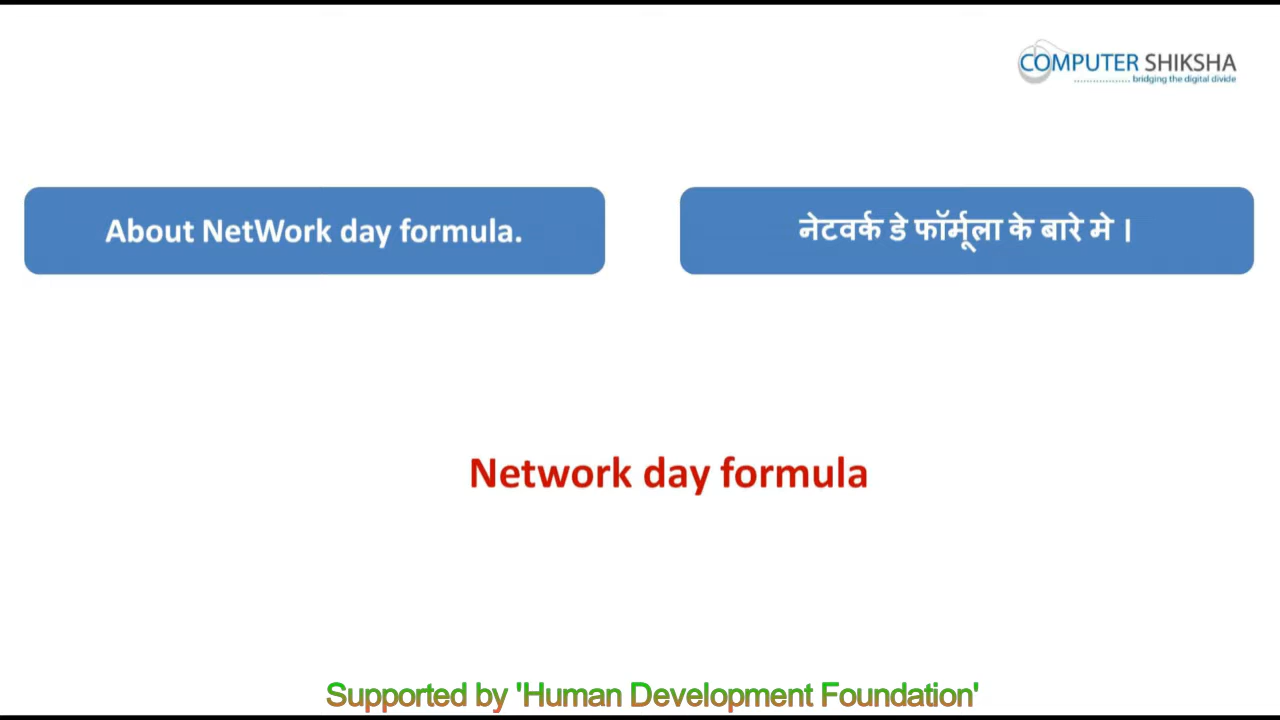 COMPUTER SHIKSHA
.................. bridging the digital divide
About NetWork day formula.
नेटवर्क डे फॉर्मूला के बारे मे |
Network day formula
Supported by 'Human Development Foundation'